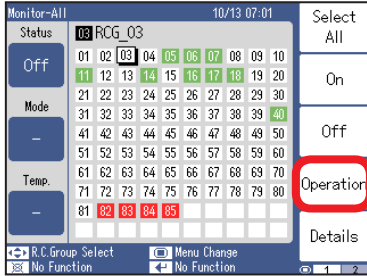 Monitor-All 10/13 07:01
Status
Off
Mode
–
Temp.
–
03 RCG_03
01 02 03 04 05 06 07 08 09 10
11 12 13 14 15 16 17 18 19 20
21 22 23 24 25 26 27 28 29 30
31 32 33 34 35 36 37 38 39 40
41 42 43 44 45 46 47 48 49 50
51 52 53 54 55 56 57 58 59 60
61 62 63 64 65 66 67 68 69 70
71 72 73 74 75 76 77 78 79 80
81 82 83 84 85
Select
All
On
Off
Operation
Details
R.C.Group Select Menu Change
No Function No Function
1 2